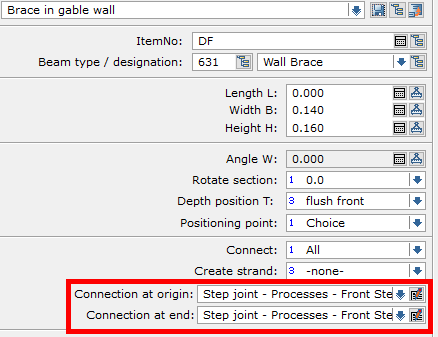 Brace in gable wall
ItemNo: DF
Beam type / designation: 631 Wall Brace
Length L: 0.000
Width B: 0.140
Height H: 0.160
Angle W: 0.000
Rotate section: 1 0.0
Depth position T: 3 flush front
Positioning point: 1 Choice
Connect: 1 All
Create strand: 3 -none-
Connection at origin: Step joint - Processes - Front Ste
Connection at end: Step joint - Processes - Front Ste